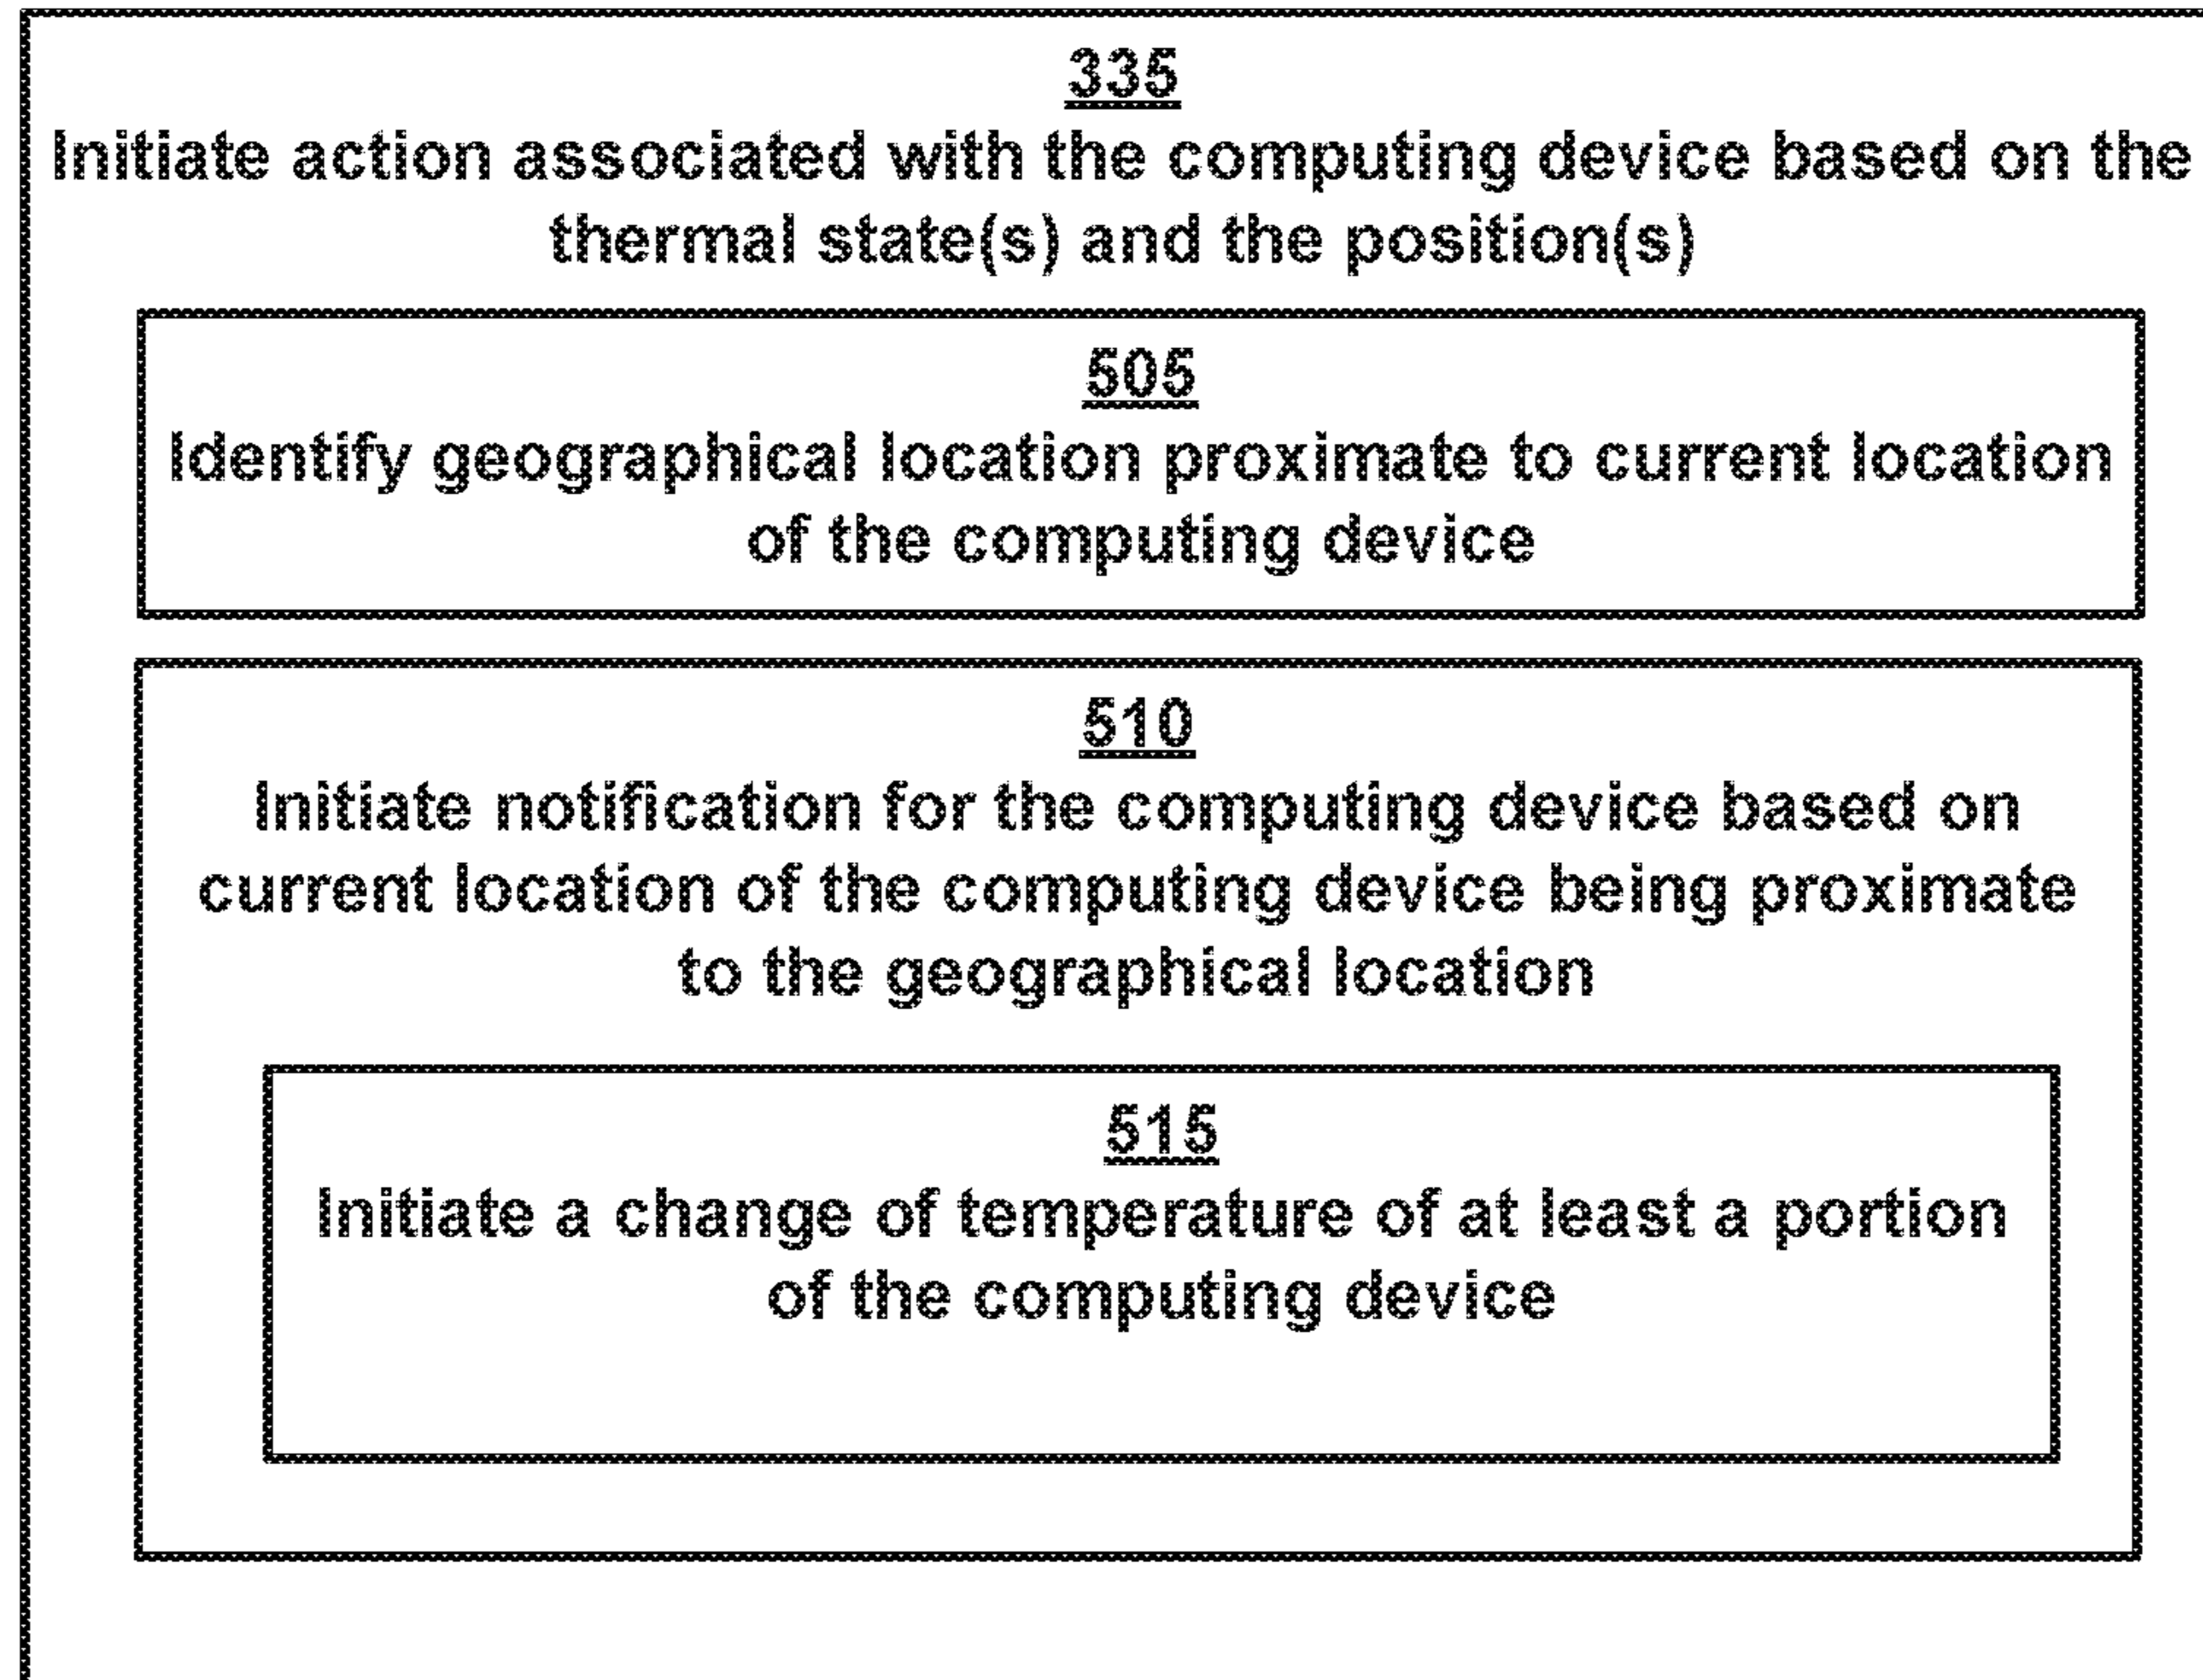 335
Initiate action associated with the computing device based on the
thermal state(s) and the position(s)
505
Identify geographical location proximate to current location
of the computing device
510
Initiate notification for the computing device based on
current location of the computing device being proximate
to the geographical location
515
Initiate a change of temperature of at least a portion
of the computing device